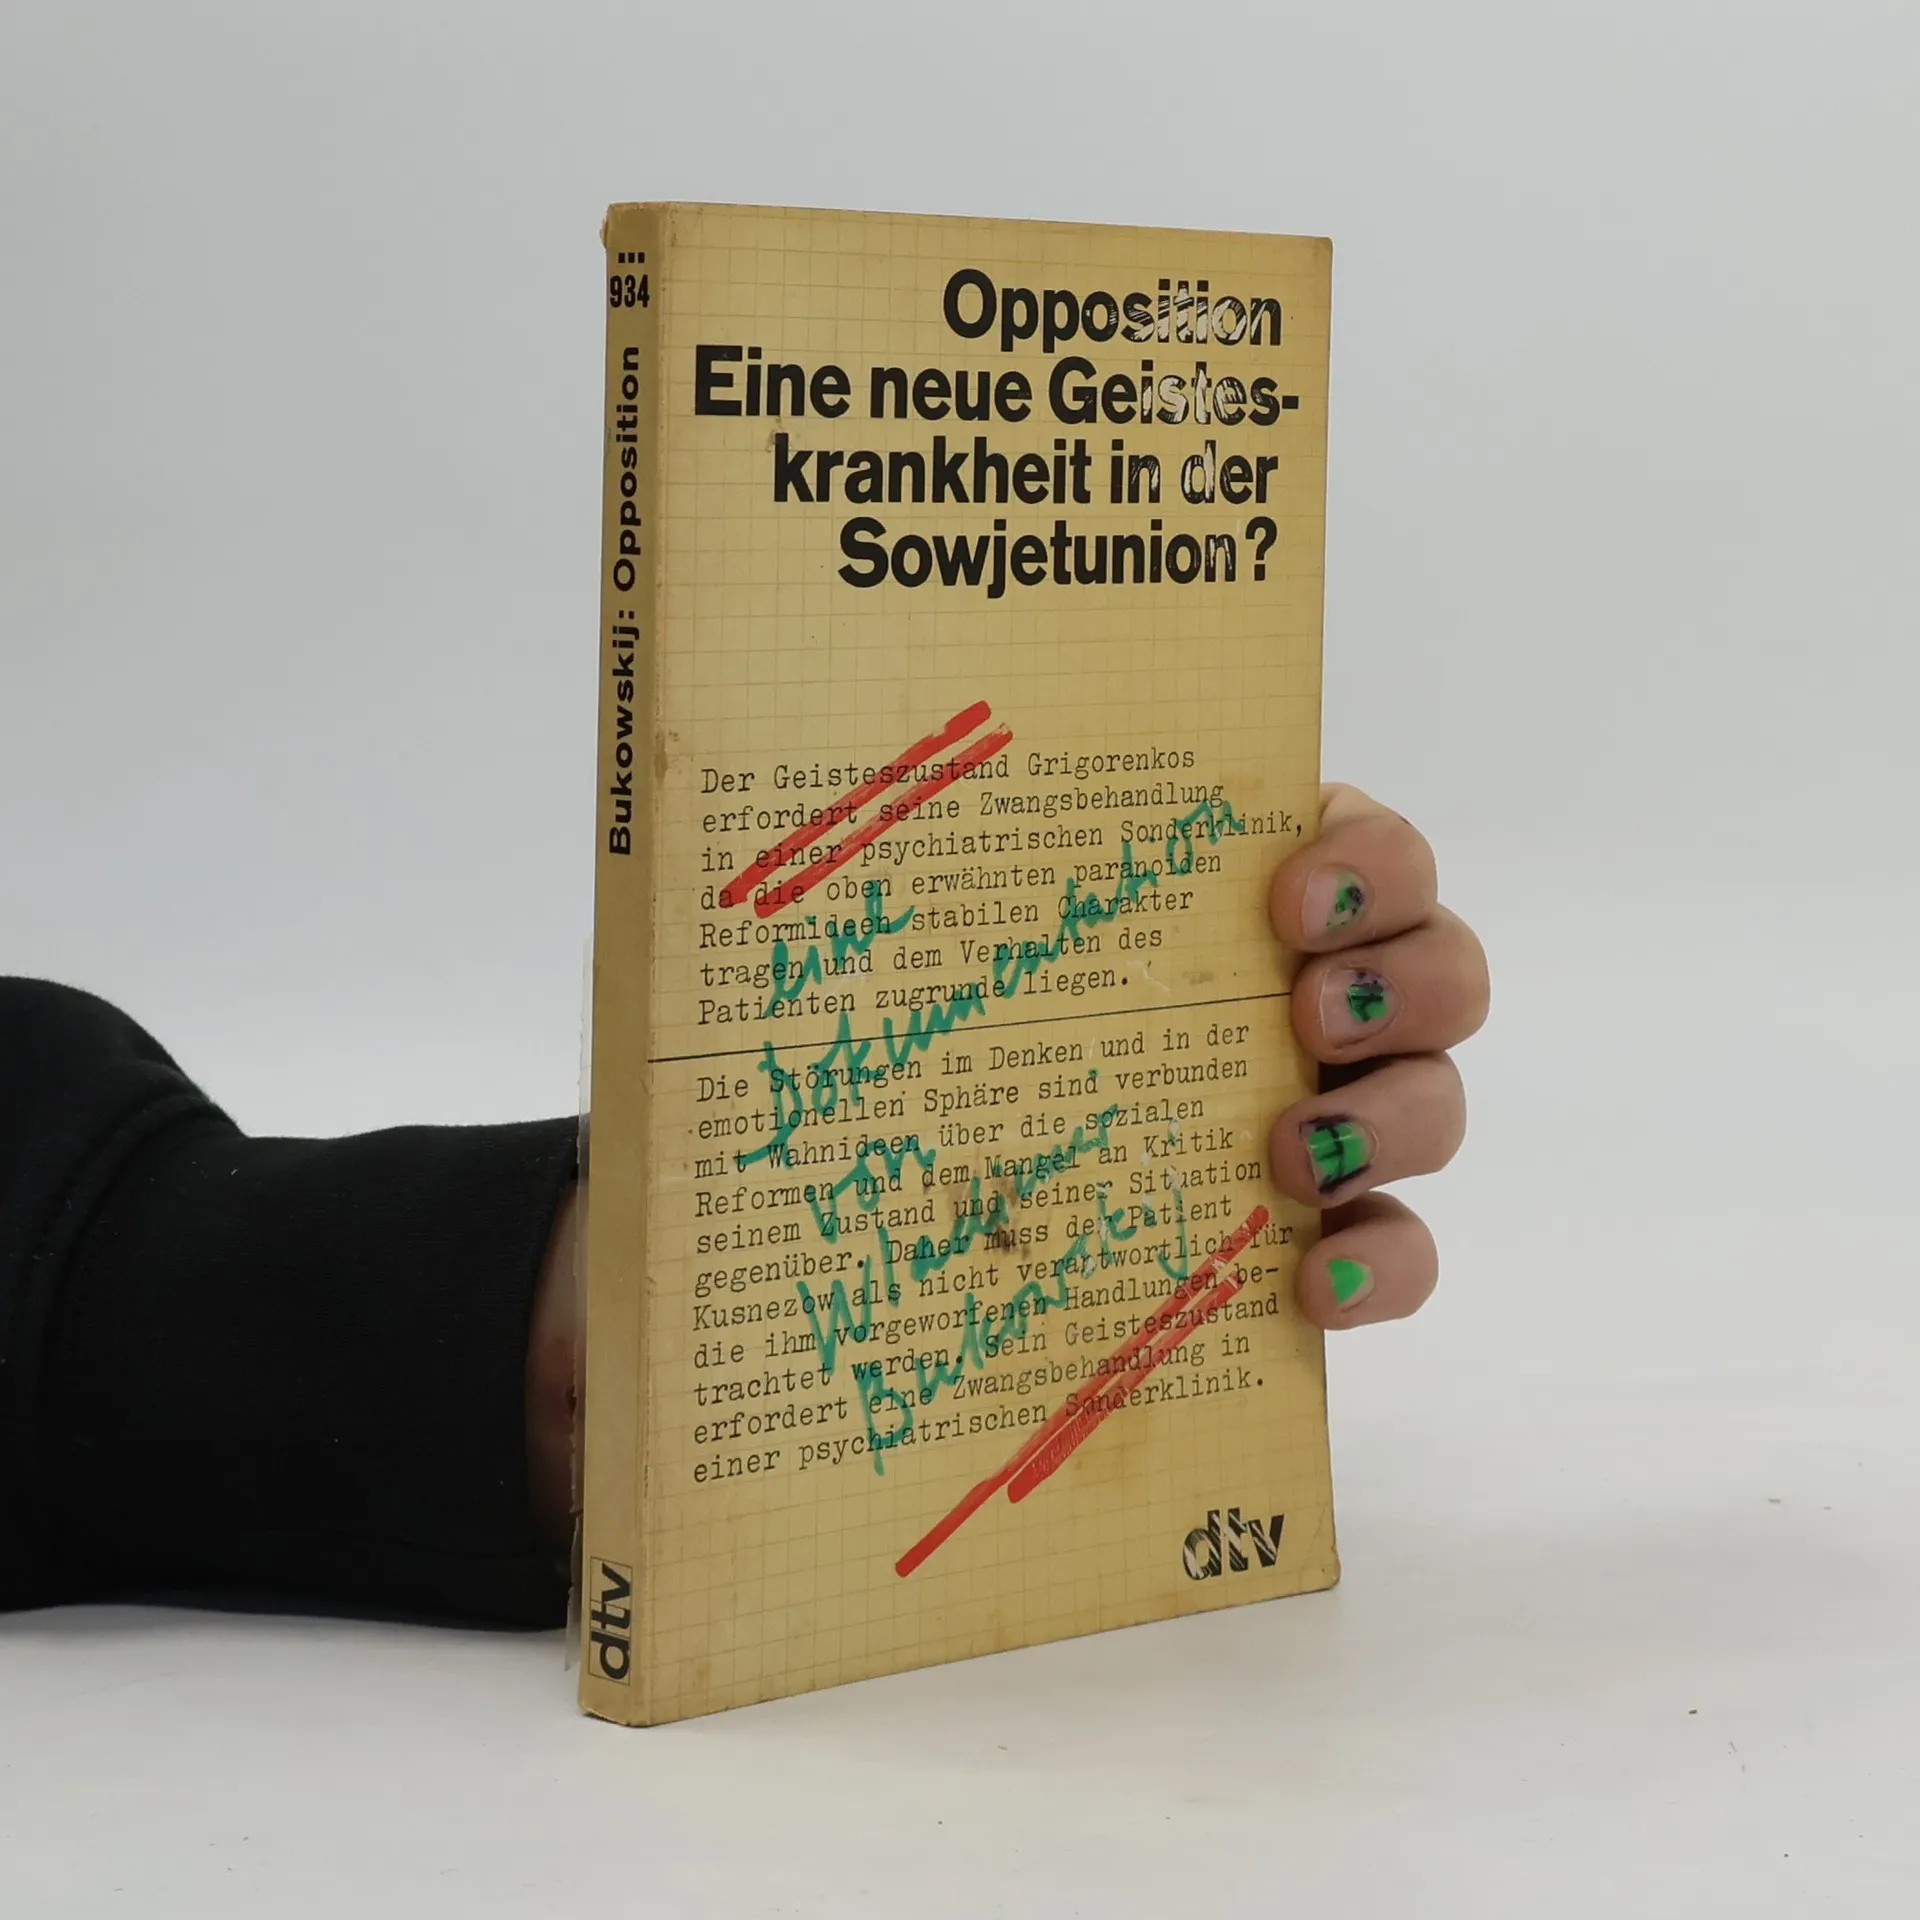 934
Bukowskij: Opposition
dtv
Opposition
Eine neue Geistes-
krankheit in der
Sowjetunion?
Der Geisteszustand Grigorenkos
erfordert seine Zwangsbehandlung
in einer psychiatrischen Sonderklinik,
da die oben erwähnten paranoiden
Reformideen stabilen Charakter
tragen und dem Verhalten des
Patienten zugrunde liegen.
eine
Dokumentation
von
Wladimir
Bukowskij
Die Störungen im Denken und in der
emotionellen Sphäre sind verbunden
mit Wahnideen über die sozialen
Reformen und dem Mangel an Kritik
seinem Zustand und seiner Situation
gegenüber. Daher muss der Patient
Kusnezow als nicht verantwortlich für
die ihm vorgeworfenen Handlungen be-
trachtet werden. Sein Geisteszustand
erfordert eine Zwangsbehandlung in
einer psychiatrischen Sonderklinik.
dtv